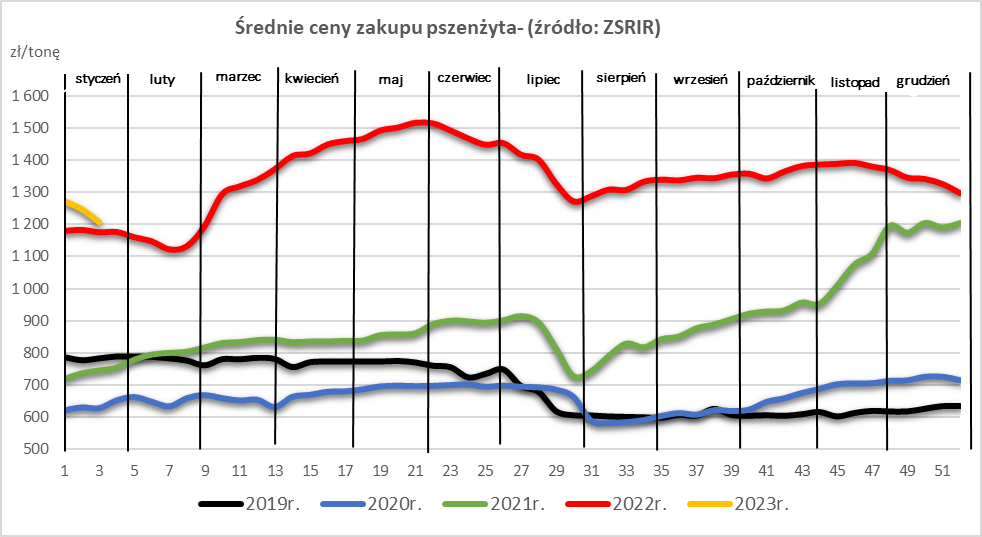 Średnie ceny zakupu pszenżyta- (źródło: ZSRIR)
zł/tonę
styczeń luty marzec kwiecień maj czerwiec lipiec sierpień wrzesień październik listopad grudzień
1 600
1 500
1 400
1 300
1 200
1 100
1 000
900
800
700
600
500
1 3 5 7 9 11 13 15 17 19 21 23 25 27 29 31 33 35 37 39 41 43 45 47 49 51
2019r. 2020r. 2021r. 2022r. 2023r.